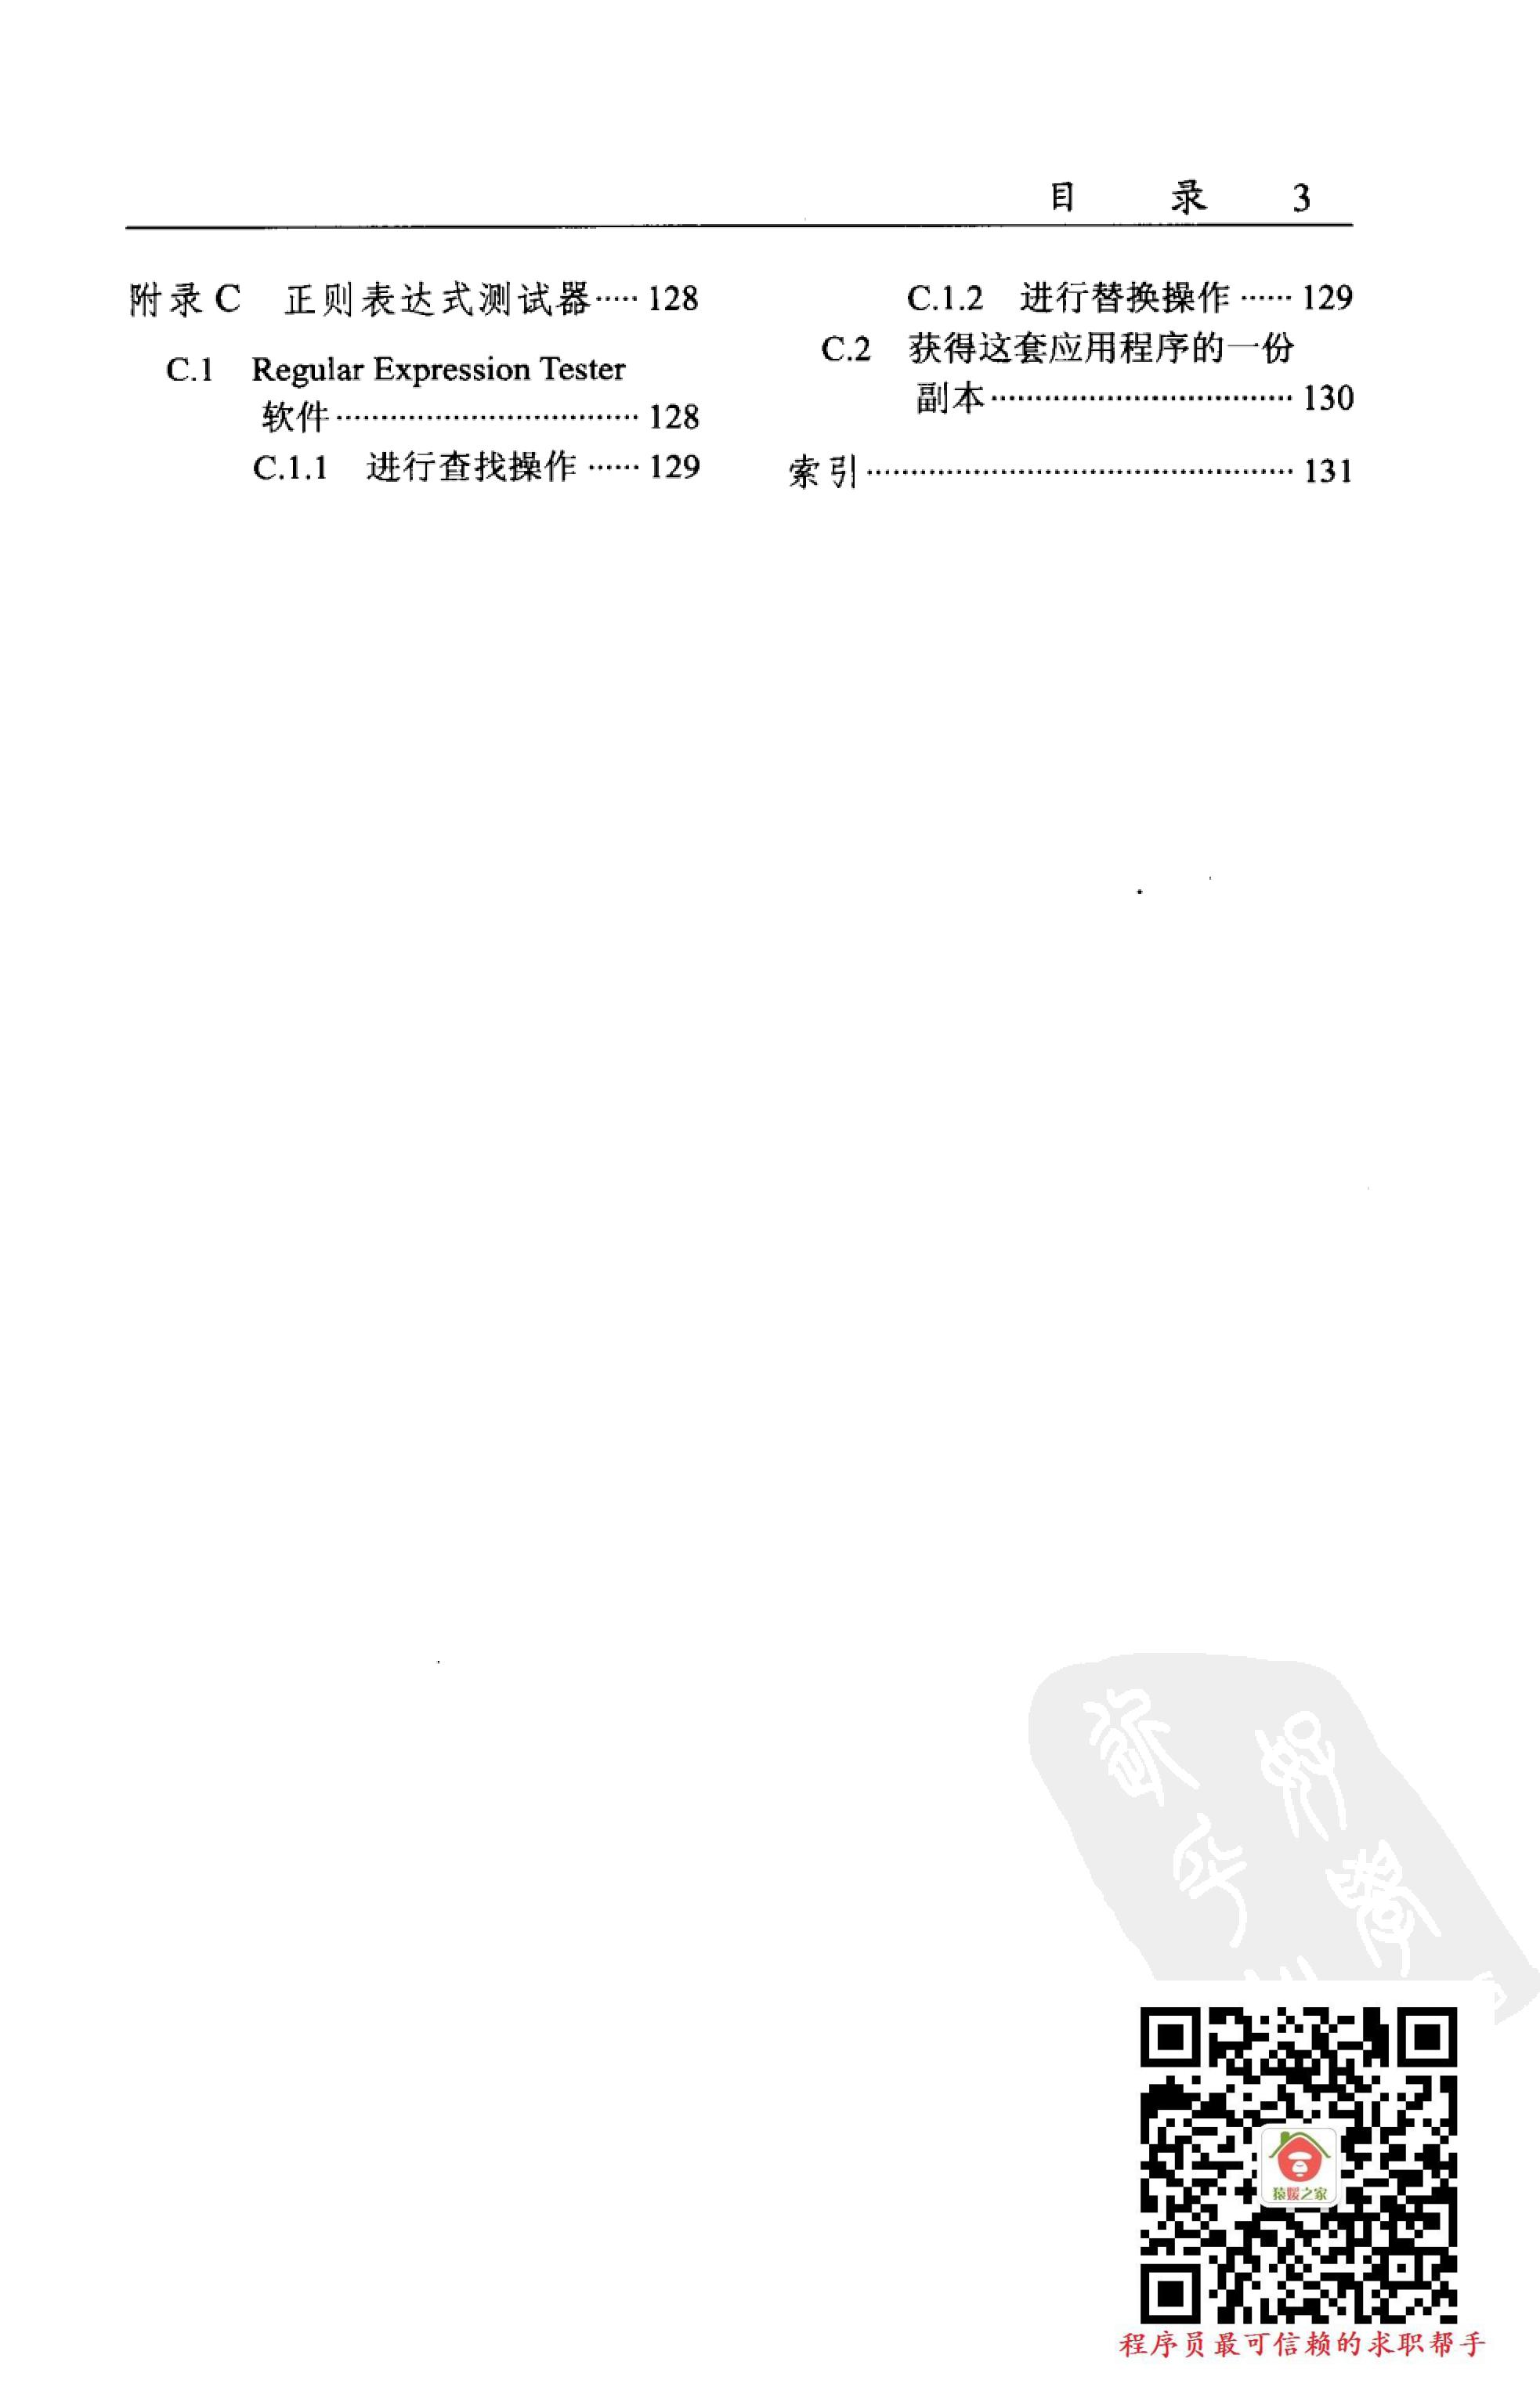 目 录 3
附录 C 正则表达式测试器····· 128
C.1 Regular Expression Tester
软件·································· 128
C.1.1 进行查找操作 ······ 129
C.1.2 进行替换操作 ······ 129
C.2 获得这套应用程序的一份
副本·································· 130
索引················································ 131
猿媛之家
程序员最可信赖的求职帮手